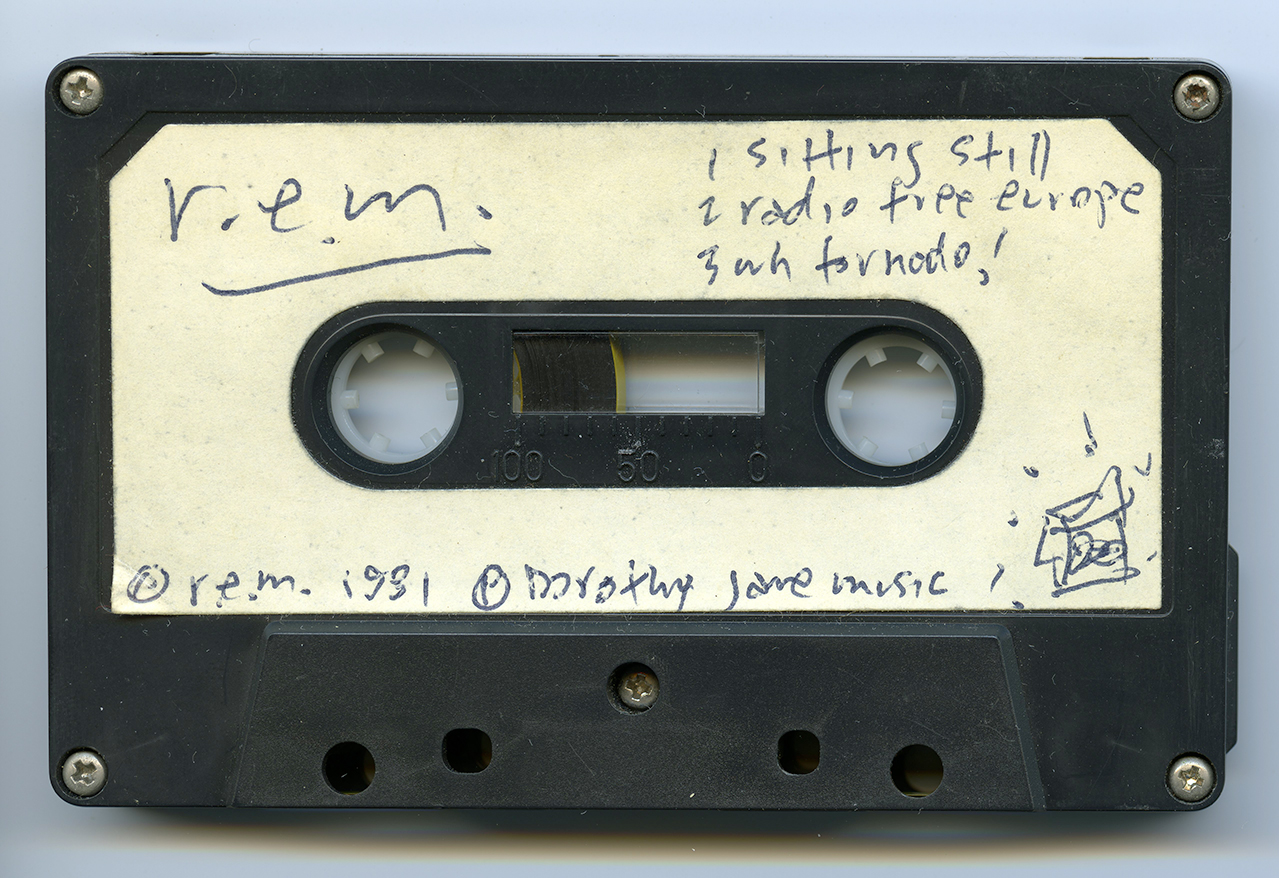 r.e.m.
1 sitting still
2 radio free europe
3 wh tornado!
100 50 0
© r.e.m. 1981 ℗ Dorothy Jane music